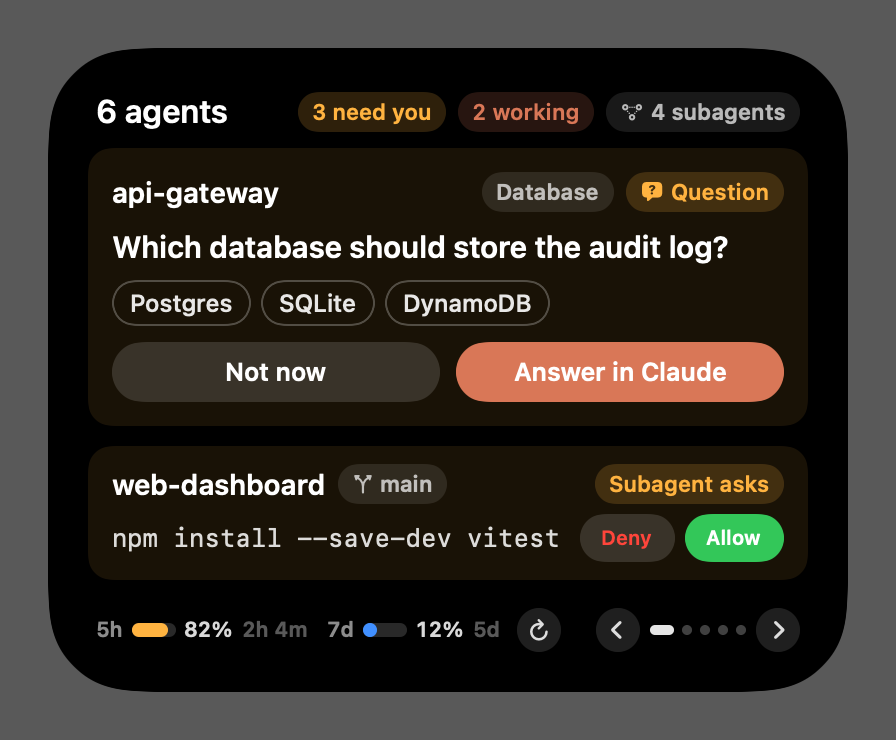 6 agents 3 need you 2 working 4 subagents
api-gateway Database Question
Which database should store the audit log?
Postgres SQLite DynamoDB
Not now Answer in Claude
web-dashboard main Subagent asks
npm install --save-dev vitest Deny Allow
5h 82% 2h 4m 7d 12% 5d